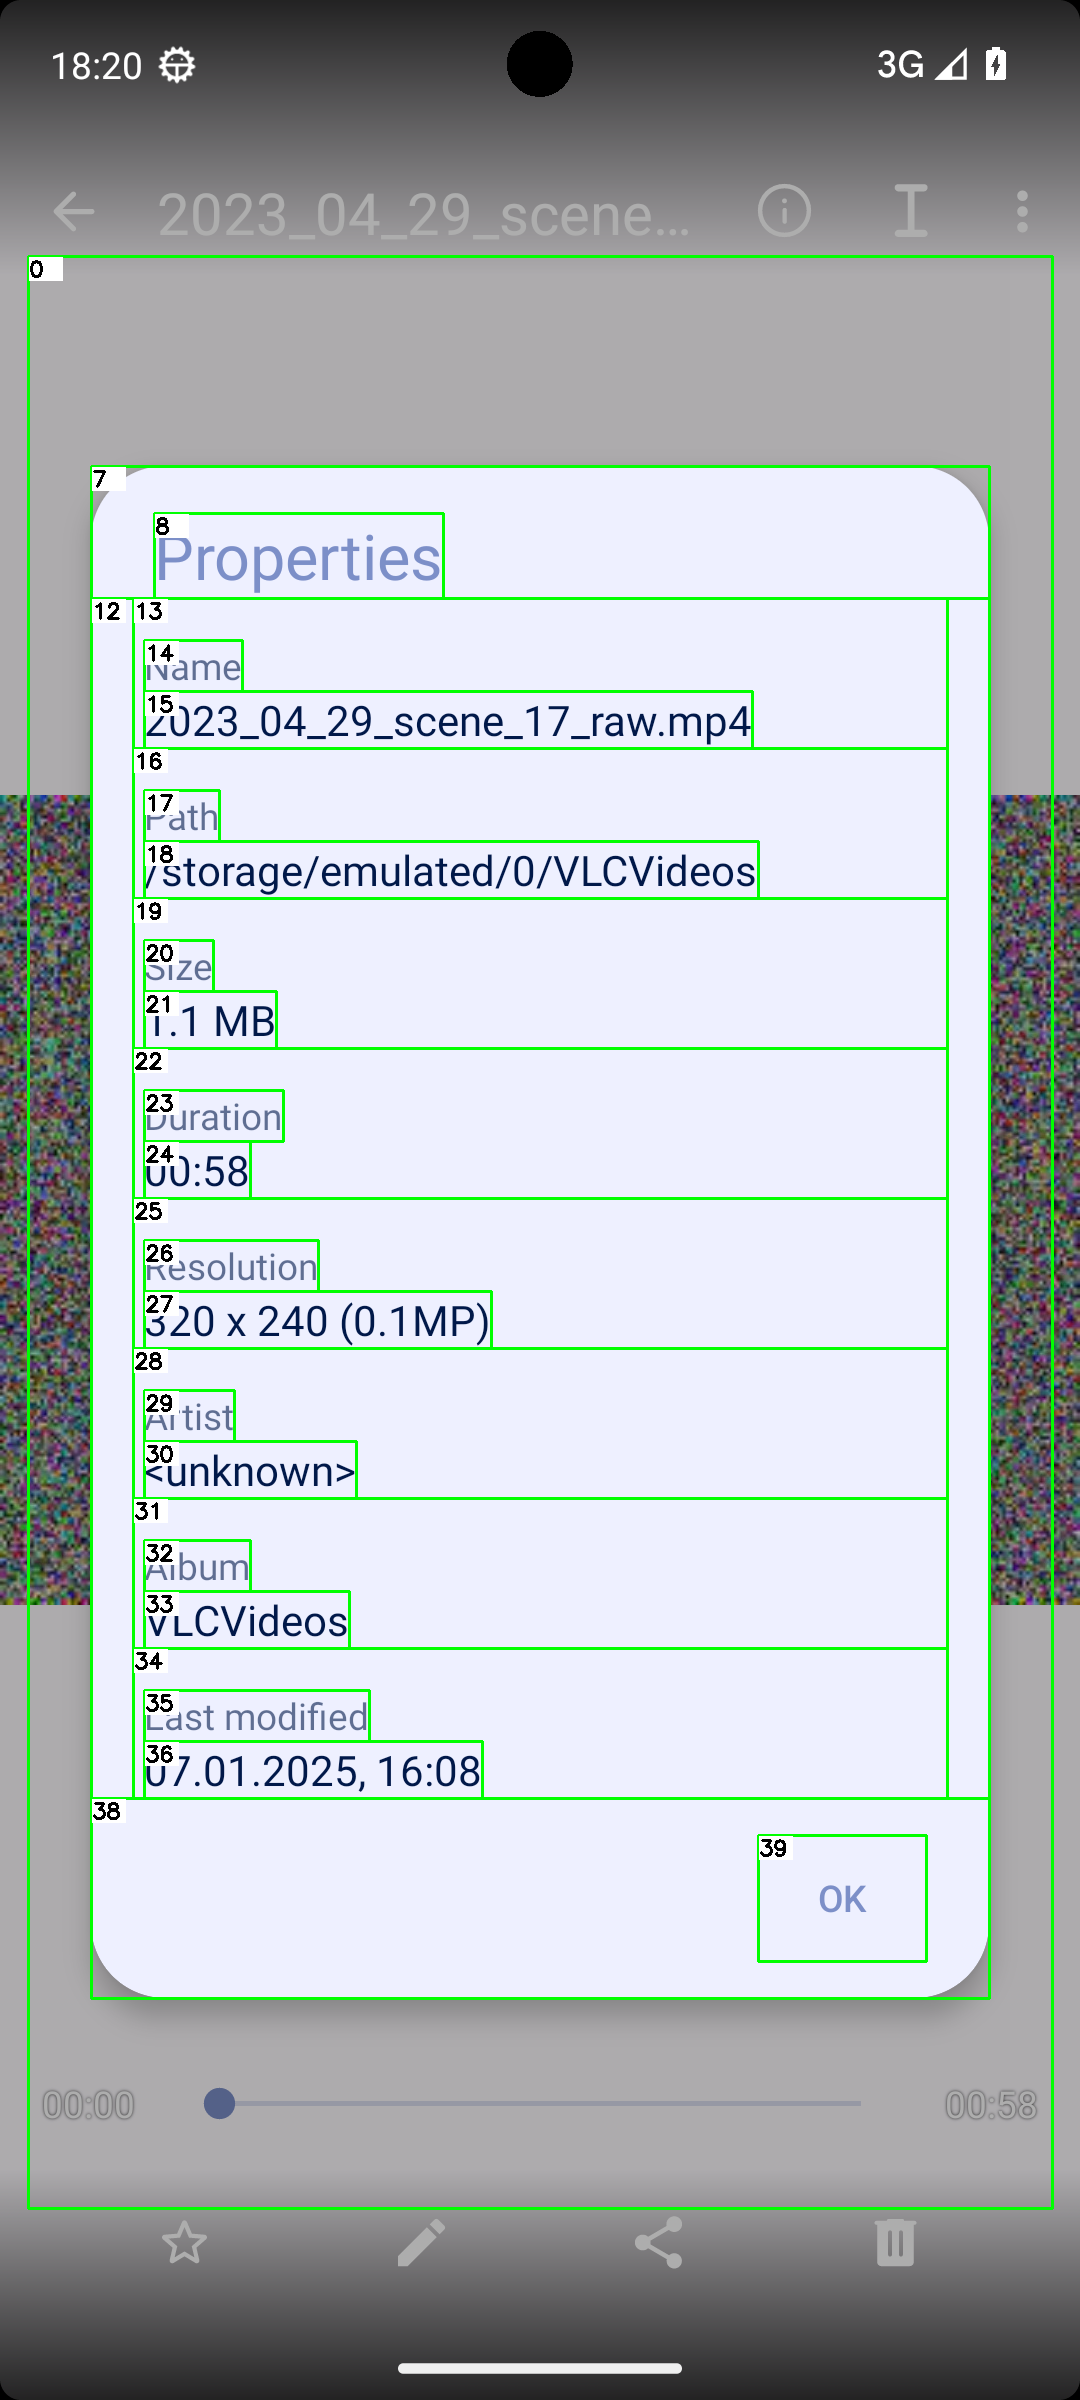 18:20
3G
2023_04_29_scene...
0
7
8
Properties
12
13
14
Name
15
2023_04_29_scene_17_raw.mp4
16
17
Path
18
/storage/emulated/0/VLCVideos
19
20
Size
21
1.1 MB
22
23
Duration
24
00:58
25
26
Resolution
27
320 x 240 (0.1MP)
28
29
Artist
30
<unknown>
31
32
Album
33
VLCVideos
34
35
Last modified
36
07.01.2025, 16:08
38
39
OK
00:00
00:58